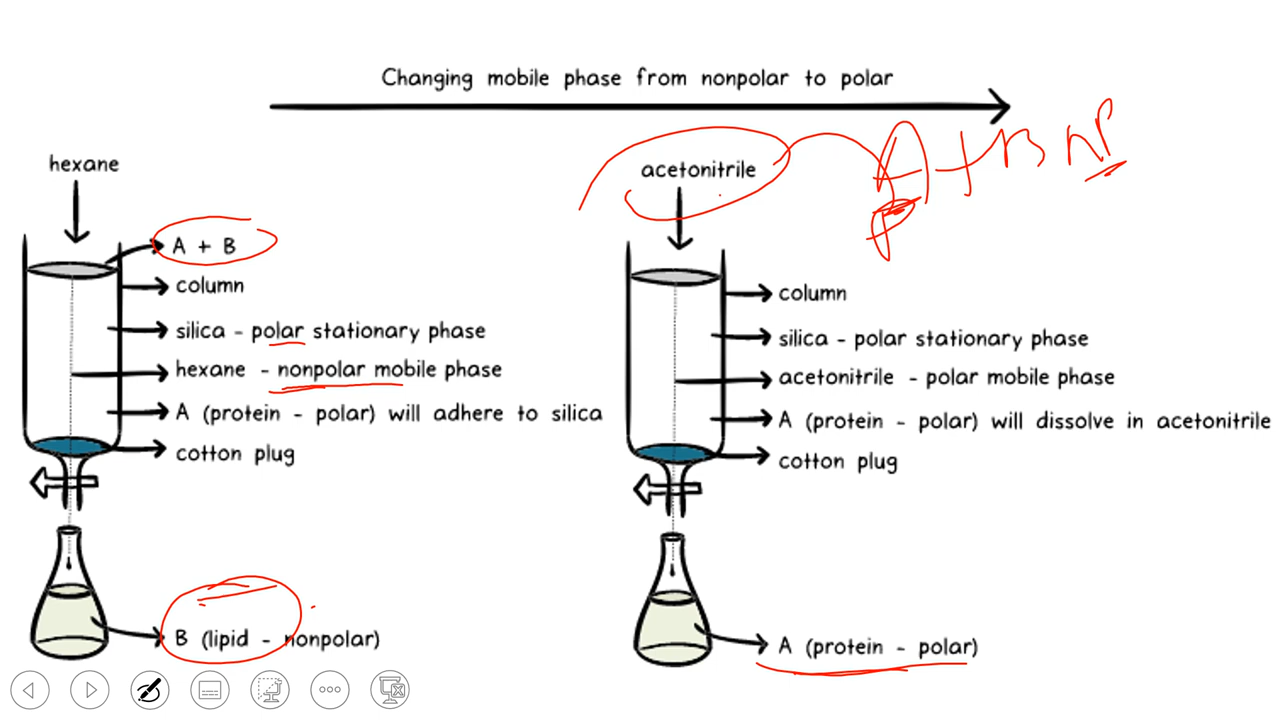 Changing mobile phase from nonpolar to polar
hexane
A + B
column
silica - polar stationary phase
hexane - nonpolar mobile phase
A (protein - polar) will adhere to silica
cotton plug
B (lipid - nonpolar)
acetonitrile
A + B NP
P
column
silica - polar stationary phase
acetonitrile - polar mobile phase
A (protein - polar) will dissolve in acetonitrile
cotton plug
A (protein - polar)